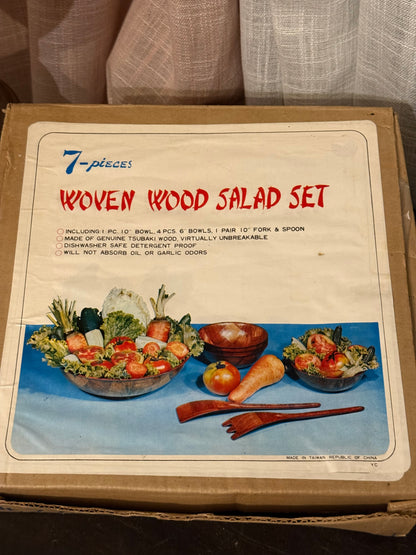 7-PIECES
WOVEN WOOD SALAD SET
INCLUDING: 1 PC. 10" BOWL, 4 PCS. 6" BOWLS, 1 PAIR 10" FORK & SPOON
MADE OF GENUINE TSUBAKI WOOD, VIRTUALLY UNBREAKABLE
DISHWASHER SAFE DETERGENT PROOF
WILL NOT ABSORB OIL OR GARLIC ODORS
MADE IN TAIWAN REPUBLIC OF CHINA
YC